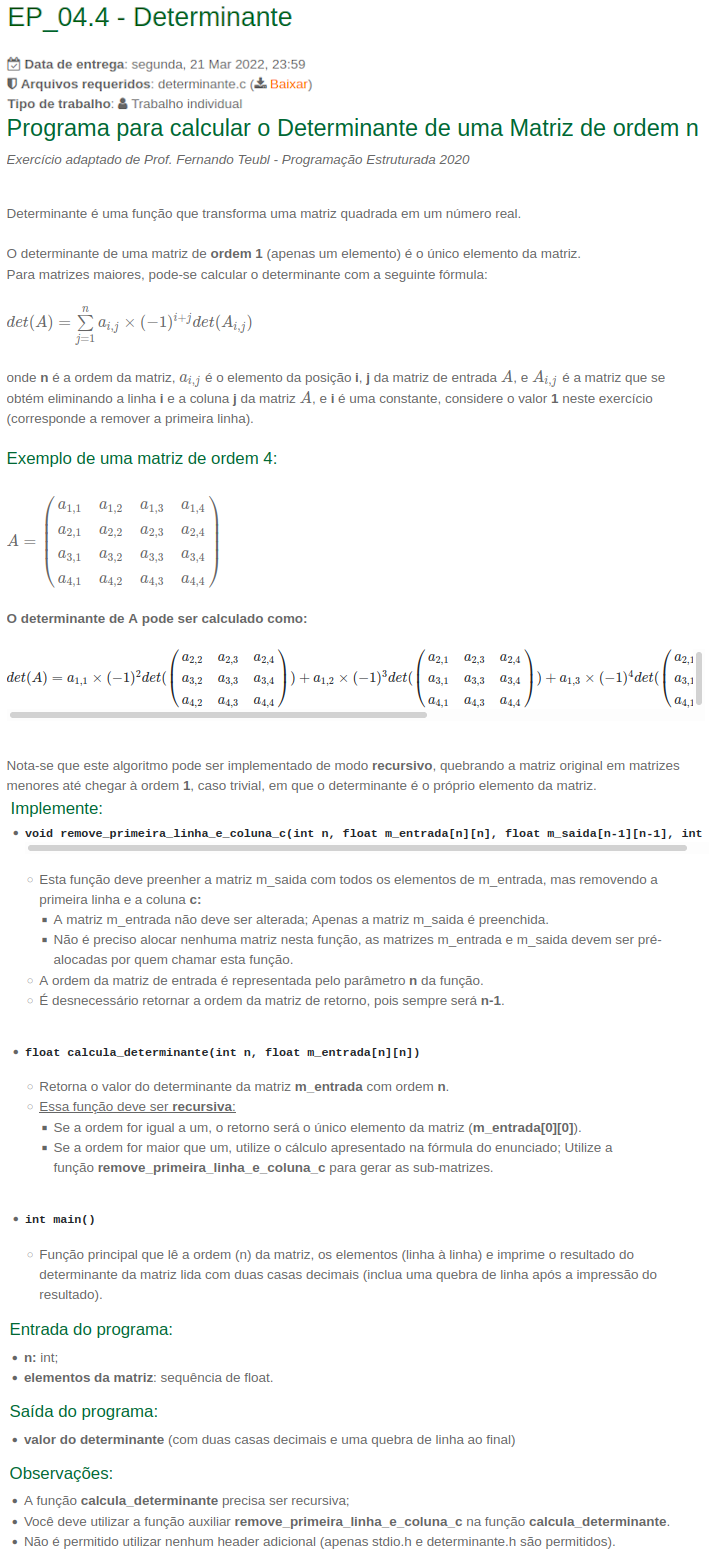 EP_04.4 - Determinante
Data de entrega: segunda, 21 Mar 2022, 23:59
Arquivos requeridos: determinante.c (Baixar)
Tipo de trabalho: Trabalho individual
Programa para calcular o Determinante de uma Matriz de ordem n
Exercício adaptado de Prof. Fernando Teubl - Programação Estruturada 2020
Determinante é uma função que transforma uma matriz quadrada em um número real.
O determinante de uma matriz de ordem 1 (apenas um elemento) é o único elemento da matriz.
Para matrizes maiores, pode-se calcular o determinante com a seguinte fórmula:
det(A) = \sum_{j=1}^{n} a_{i,j} × (−1)^{i+j} det(A_{i,j})
onde n é a ordem da matriz, a_{i,j} é o elemento da posição i, j da matriz de entrada A, e A_{i,j} é a matriz que se
obtém eliminando a linha i e a coluna j da matriz A, e i é uma constante, considere o valor 1 neste exercício
(corresponde a remover a primeira linha).
Exemplo de uma matriz de ordem 4:
A = \begin{pmatrix} a_{1,1} & a_{1,2} & a_{1,3} & a_{1,4} \\ a_{2,1} & a_{2,2} & a_{2,3} & a_{2,4} \\ a_{3,1} & a_{3,2} & a_{3,3} & a_{3,4} \\ a_{4,1} & a_{4,2} & a_{4,3} & a_{4,4} \end{pmatrix}
O determinante de A pode ser calculado como:
det(A) = a_{1,1} × (−1)^2 det(\begin{pmatrix} a_{2,2} & a_{2,3} & a_{2,4} \\ a_{3,2} & a_{3,3} & a_{3,4} \\ a_{4,2} & a_{4,3} & a_{4,4} \end{pmatrix}) + a_{1,2} × (−1)^3 det(\begin{pmatrix} a_{2,1} & a_{2,3} & a_{2,4} \\ a_{3,1} & a_{3,3} & a_{3,4} \\ a_{4,1} & a_{4,3} & a_{4,4} \end{pmatrix}) + a_{1,3} × (−1)^4 det( a_{2,1} a_{3,1} a_{4,1}
Nota-se que este algoritmo pode ser implementado de modo recursivo, quebrando a matriz original em matrizes
menores até chegar à ordem 1, caso trivial, em que o determinante é o próprio elemento da matriz.
Implemente:
• void remove_primeira_linha_e_coluna_c(int n, float m_entrada[n][n], float m_saida[n-1][n-1], int
○ Esta função deve preenher a matriz m_saida com todos os elementos de m_entrada, mas removendo a
primeira linha e a coluna c:
▪ A matriz m_entrada não deve ser alterada; Apenas a matriz m_saida é preenchida.
▪ Não é preciso alocar nenhuma matriz nesta função, as matrizes m_entrada e m_saida devem ser pré-
alocadas por quem chamar esta função.
○ A ordem da matriz de entrada é representada pelo parâmetro n da função.
○ É desnecessário retornar a ordem da matriz de retorno, pois sempre será n-1.
• float calcula_determinante(int n, float m_entrada[n][n])
○ Retorna o valor do determinante da matriz m_entrada com ordem n.
○ Essa função deve ser recursiva:
▪ Se a ordem for igual a um, o retorno será o único elemento da matriz (m_entrada[0][0]).
▪ Se a ordem for maior que um, utilize o cálculo apresentado na fórmula do enunciado; Utilize a
função remove_primeira_linha_e_coluna_c para gerar as sub-matrizes.
• int main()
○ Função principal que lê a ordem (n) da matriz, os elementos (linha à linha) e imprime o resultado do
determinante da matriz lida com duas casas decimais (inclua uma quebra de linha após a impressão do
resultado).
Entrada do programa:
• n: int;
• elementos da matriz: sequência de float.
Saída do programa:
• valor do determinante (com duas casas decimais e uma quebra de linha ao final)
Observações:
• A função calcula_determinante precisa ser recursiva;
• Você deve utilizar a função auxiliar remove_primeira_linha_e_coluna_c na função calcula_determinante.
• Não é permitido utilizar nenhum header adicional (apenas stdio.h e determinante.h são permitidos).